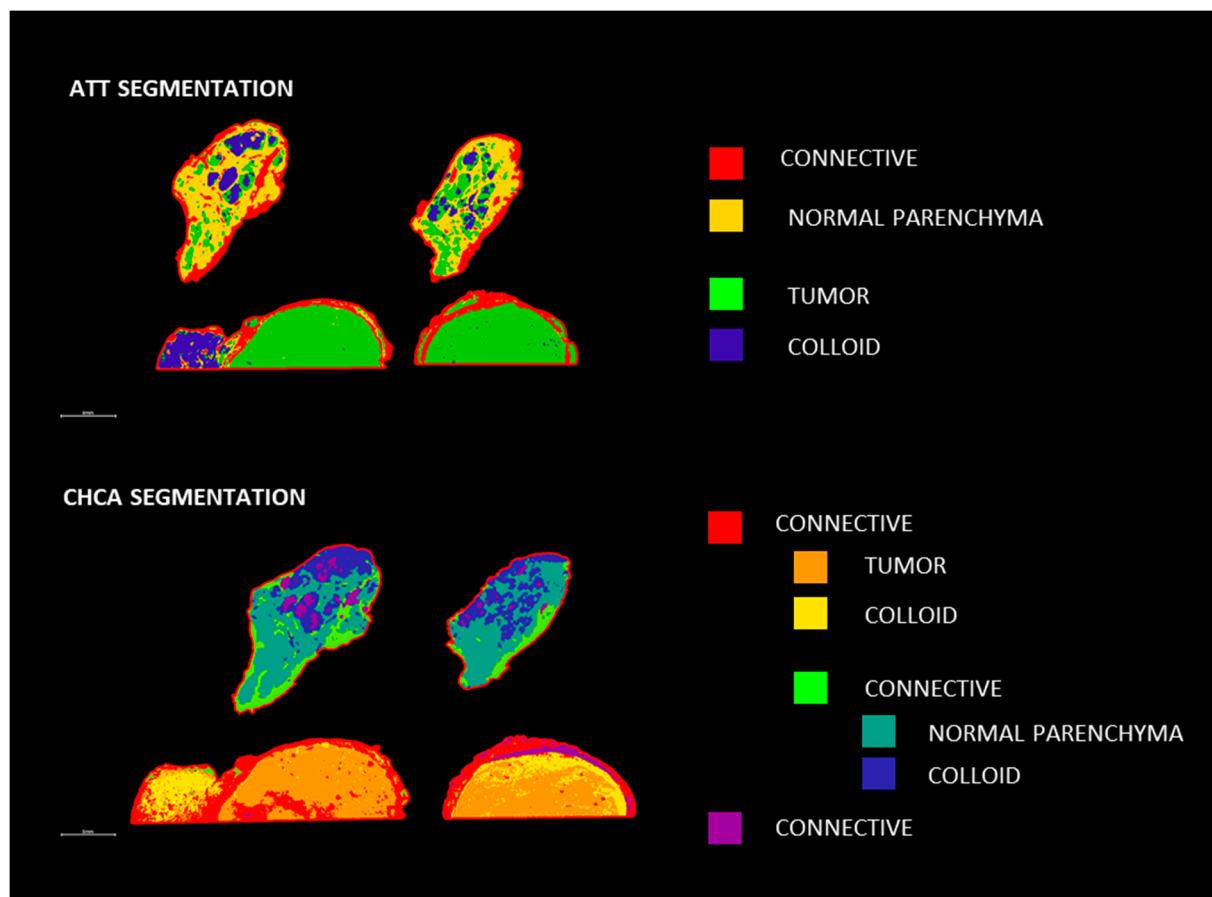 ATT SEGMENTATION
CONNECTIVE
NORMAL PARENCHYMA
TUMOR
COLLOID
CHCA SEGMENTATION
CONNECTIVE
TUMOR
COLLOID
CONNECTIVE
NORMAL PARENCHYMA
COLLOID
CONNECTIVE